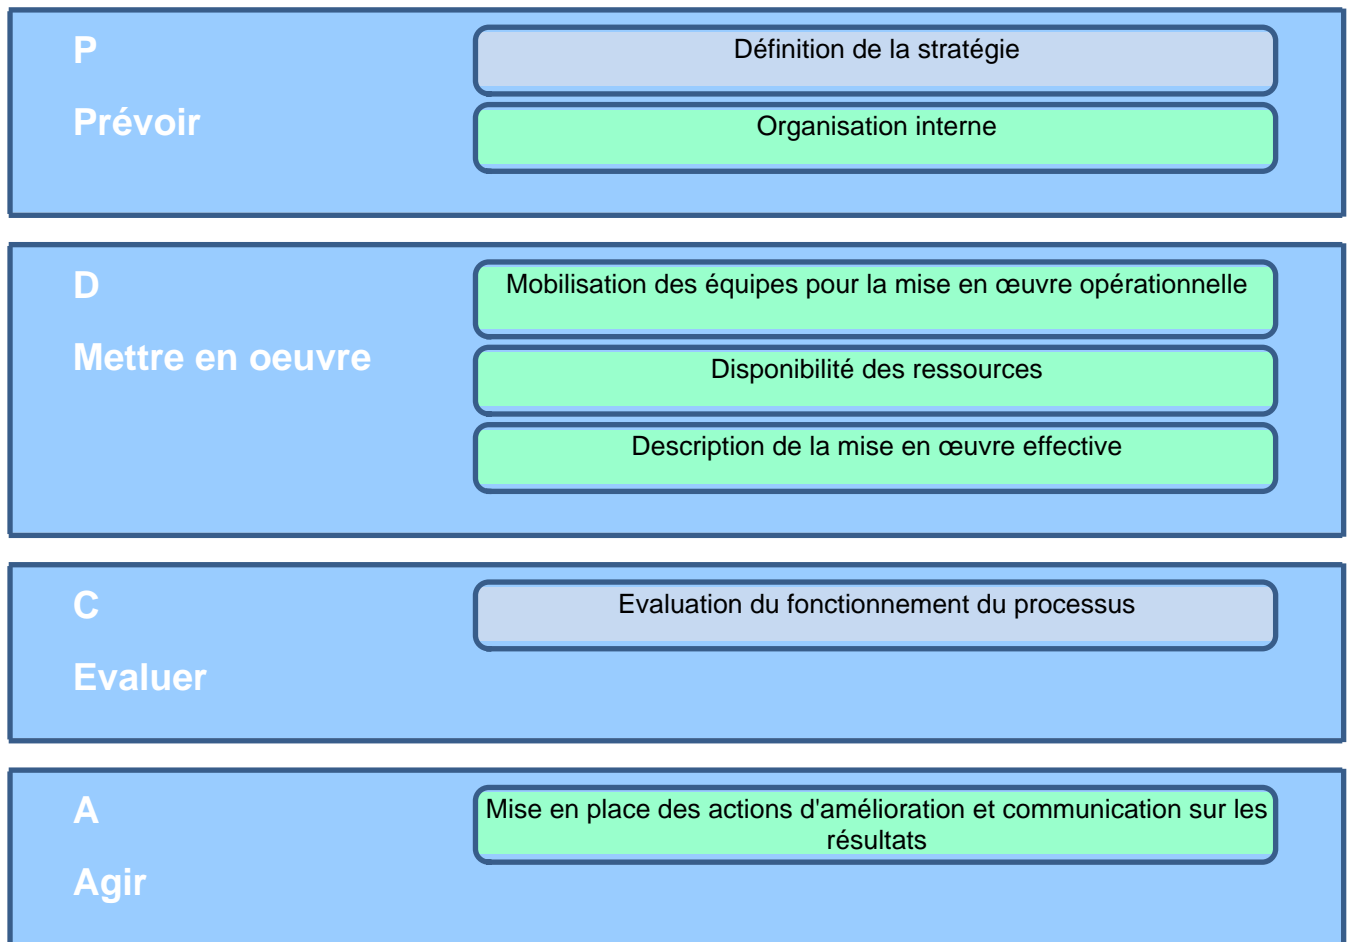 P
Prévoir
Définition de la stratégie
Organisation interne
D
Mettre en oeuvre
Mobilisation des équipes pour la mise en œuvre opérationnelle
Disponibilité des ressources
Description de la mise en œuvre effective
C
Evaluer
Evaluation du fonctionnement du processus
A
Agir
Mise en place des actions d'amélioration et communication sur les
résultats